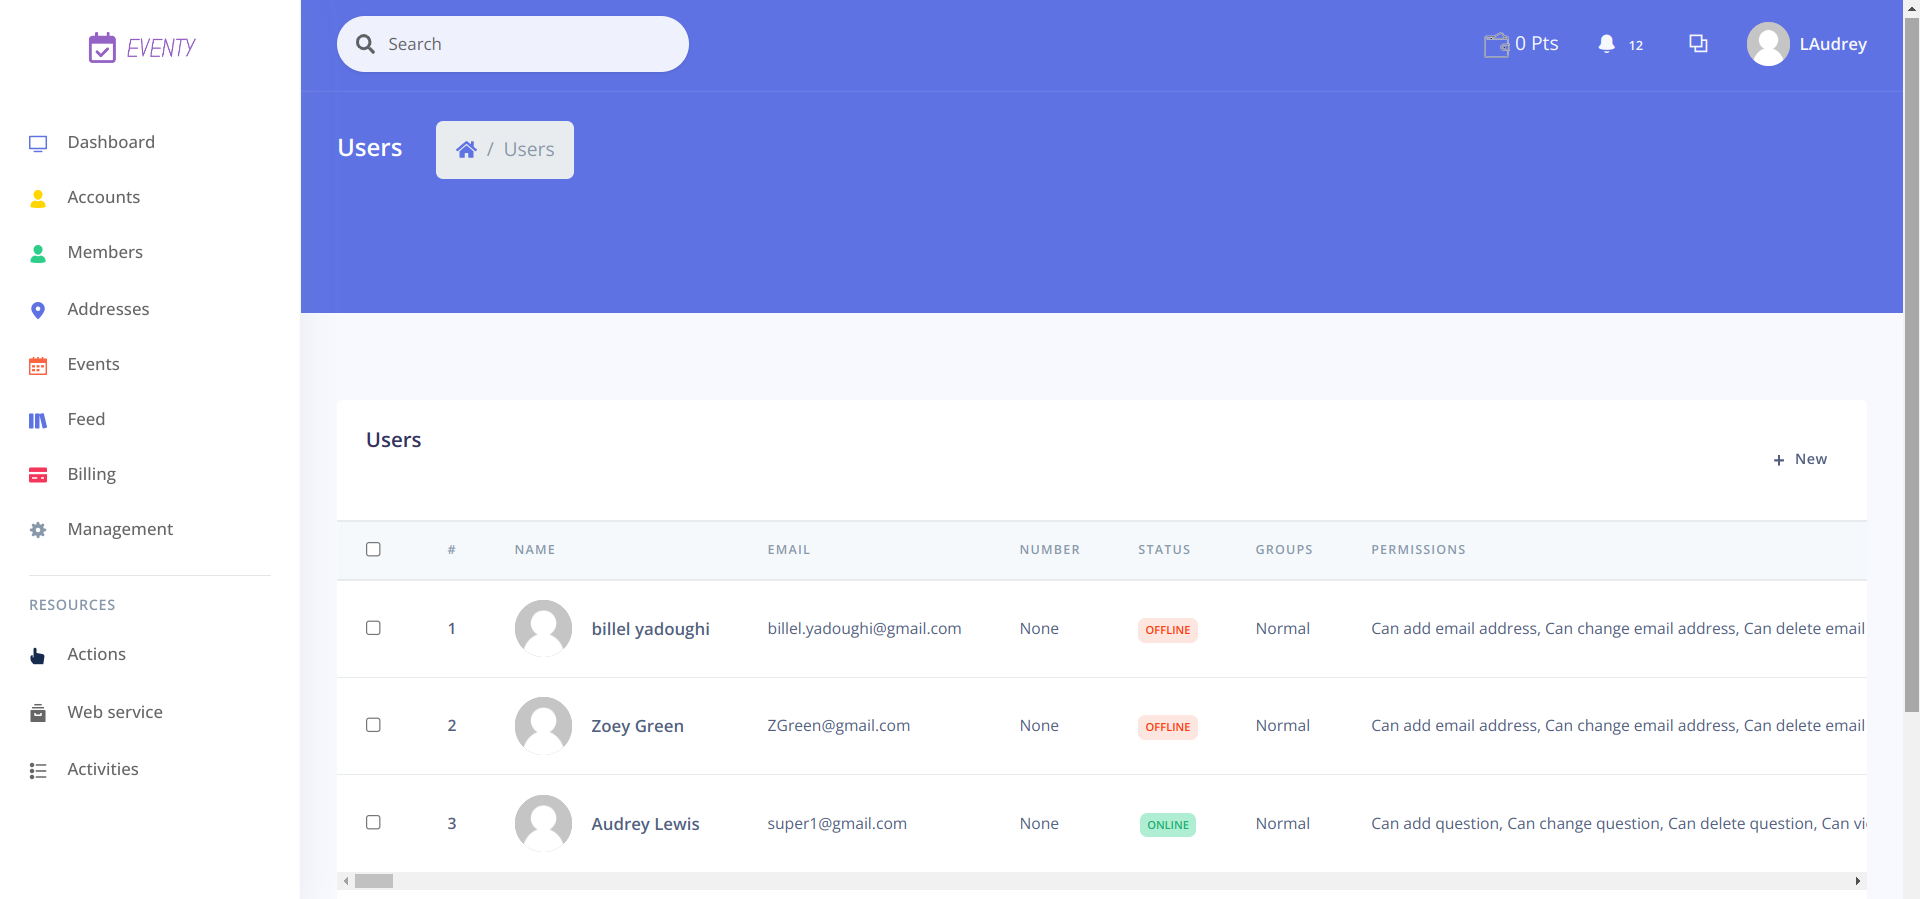 EVENTY
Search
0 Pts
12
LAudrey
Dashboard
Accounts
Members
Addresses
Events
Feed
Billing
Management
RESOURCES
Actions
Web service
Activities
Users
/ Users
Users
+ New
# NAME EMAIL NUMBER STATUS GROUPS PERMISSIONS
1 billel yadoughi billel.yadoughi@gmail.com None OFFLINE Normal Can add email address, Can change email address, Can delete email
2 Zoey Green ZGreen@gmail.com None OFFLINE Normal Can add email address, Can change email address, Can delete email
3 Audrey Lewis super1@gmail.com None ONLINE Normal Can add question, Can change question, Can delete question, Can